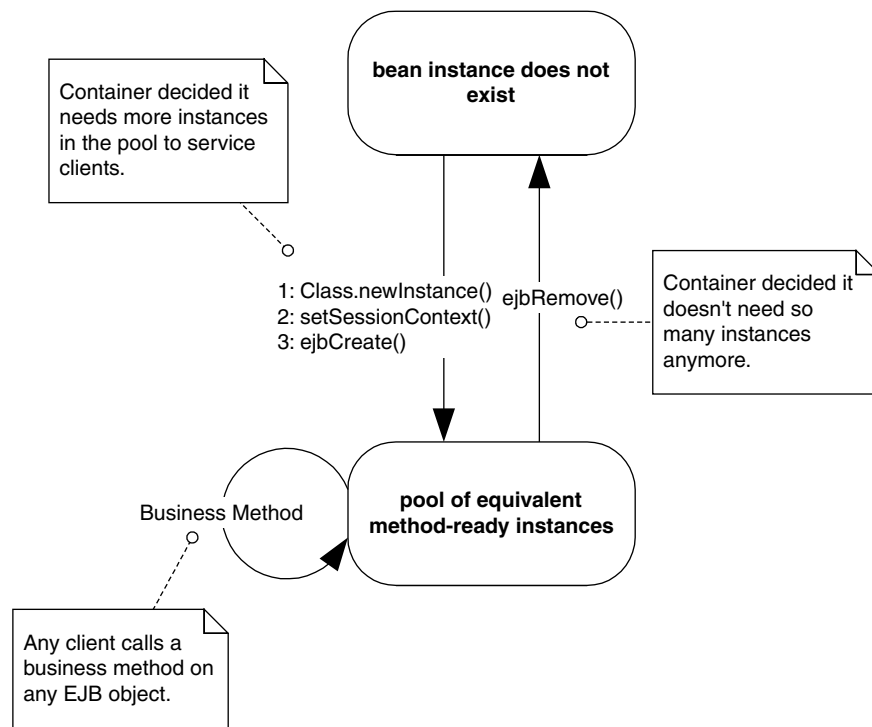 bean instance does not
exist
Container decided it
needs more instances
in the pool to service
clients.
1: Class.newInstance()
2: setSessionContext()
3: ejbCreate()
ejbRemove()
Container decided it
doesn't need so
many instances
anymore.
Business Method
pool of equivalent
method-ready instances
Any client calls a
business method on
any EJB object.